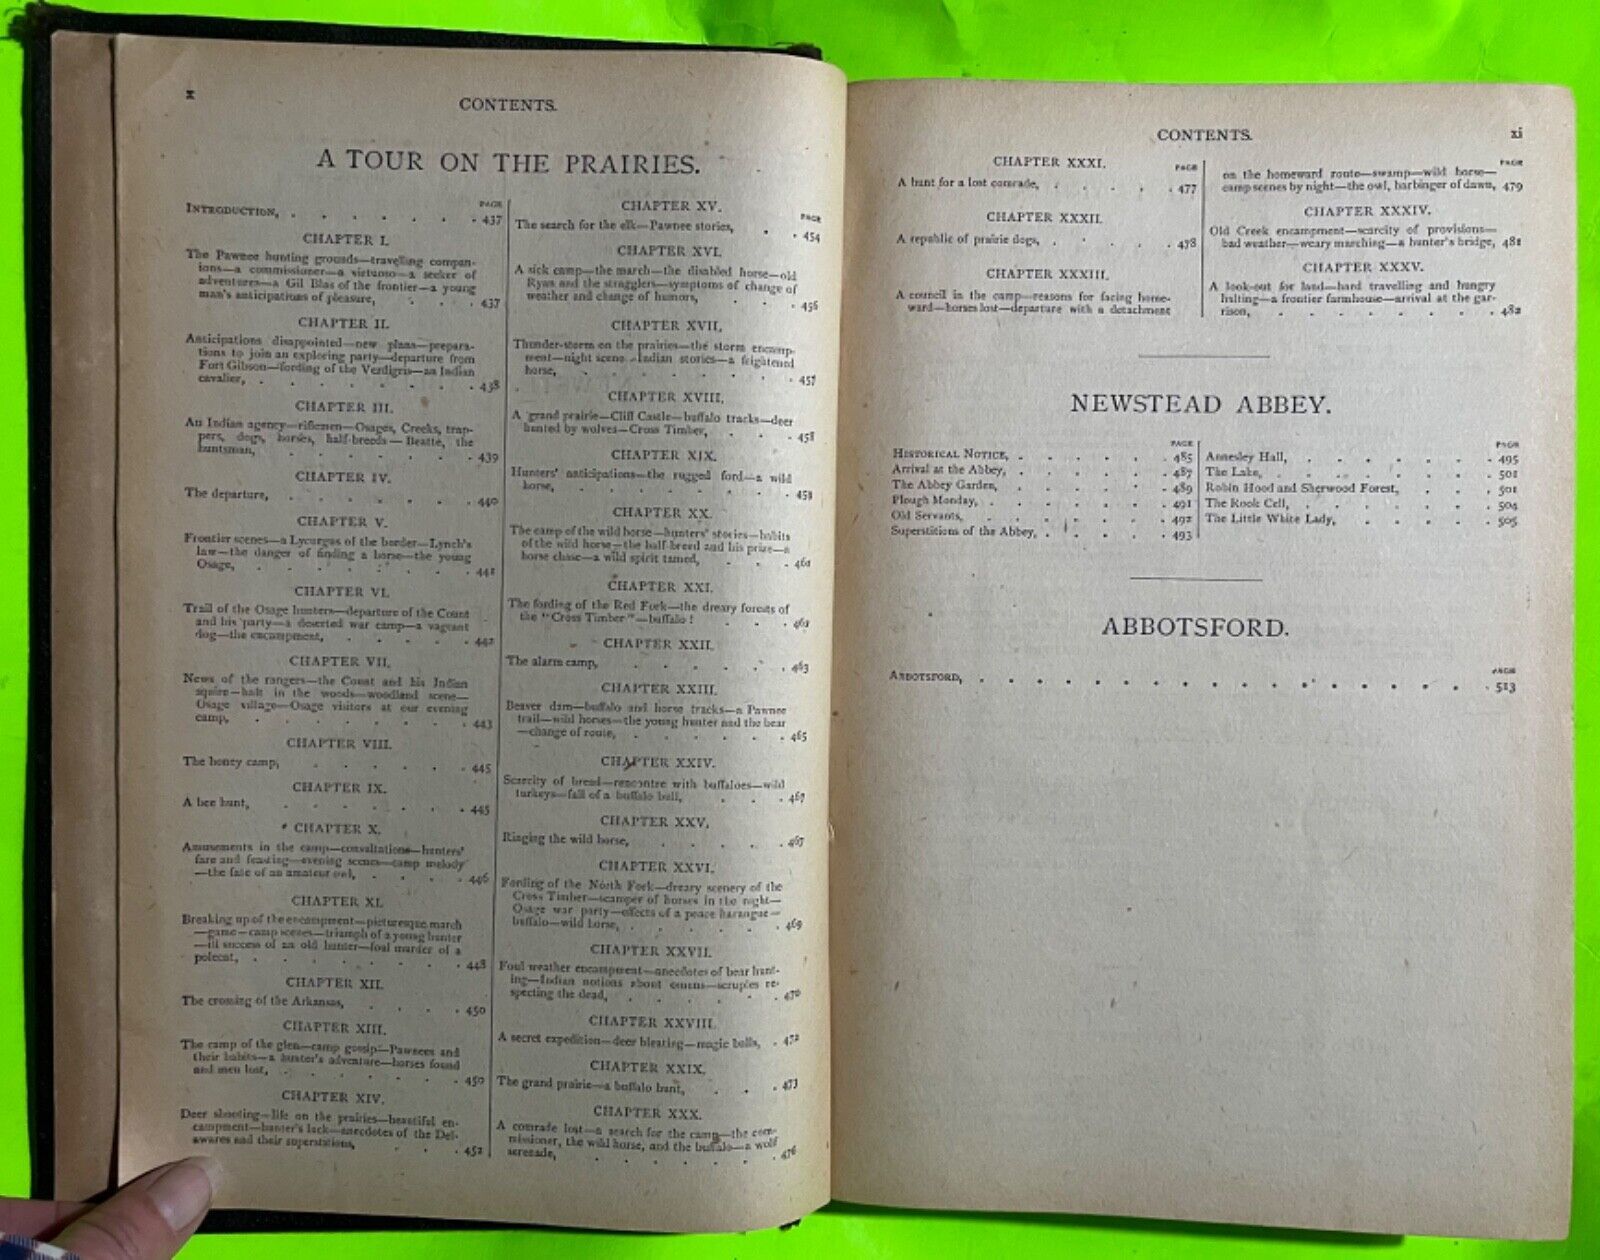 x
CONTENTS.
A TOUR ON THE PRAIRIES.
PAGE
INTRODUCTION, . . . . . . . 437
CHAPTER I.
The Pawnee hunting grounds—travelling compan-
ions—a commissioner—a virtuoso—a seeker of
adventures—a Gil Blas of the frontier—a young
man's anticipations of pleasure, . . . 437
CHAPTER II.
Anticipations disappointed—new plans—prepara-
tions to join an exploring party—departure from
Fort Gibson—fording of the Verdigris—an Indian
cavalier, . . . . . . . . 438
CHAPTER III.
An Indian agency—riflemen—Osages, Creeks, trap-
pers, dogs, horses, half-breeds—Beatte, the
huntsman, . . . . . . . 439
CHAPTER IV.
The departure, . . . . . . . 440
CHAPTER V.
Frontier scenes—a Lycurgus of the border—Lynch's
law—the danger of finding a horse—the young
Osage, . . . . . . . . 441
CHAPTER VI.
Trail of the Osage hunters—departure of the Count
and his party—a deserted war camp—a vagrant
dog—the encampment, . . . . . 442
CHAPTER VII.
News of the rangers—the Count and his Indian
squire—halt in the woods—woodland scene—
Osage village—Osage visitors at our evening
camp, . . . . . . . . 443
CHAPTER VIII.
The honey camp, . . . . . . 445
CHAPTER IX.
A bee hunt, . . . . . . . 445
CHAPTER X.
Amusements in the camp—consultations—hunters'
fare and feasting—evening scenes—camp melody
—the fate of an amateur owl, . . . . 446
CHAPTER XI.
Breaking up of the encampment—picturesque march
—game—camp scenes—triumph of a young hunter
—ill success of an old hunter—foul murder of a
polecat, . . . . . . . . 448
CHAPTER XII.
The crossing of the Arkansas, . . . . 450
CHAPTER XIII.
The camp of the glen—camp gossip—Pawnees and
their habits—a hunter's adventure—horses found
and men lost, . . . . . . . 450
CHAPTER XIV.
Deer shooting—life on the prairies—beautiful en-
campment—hunter's luck—anecdotes of the Del-
awares and their superstitions, . . . . 452
CHAPTER XV.
PAGE
The search for the elk—Pawnee stories, . . 454
CHAPTER XVI.
A sick camp—the march—the disabled horse—old
Ryan and the stragglers—symptoms of change of
weather and change of humors, . . . 456
CHAPTER XVII.
Thunder-storm on the prairies—the storm encamp-
ment—night scene—Indian stories—a frightened
horse, . . . . . . . . 457
CHAPTER XVIII.
A grand prairie—Cliff Castle—buffalo tracks—deer
hunted by wolves—Cross Timber, . . . 458
CHAPTER XIX.
Hunters' anticipations—the rugged ford—a wild
horse, . . . . . . . . 459
CHAPTER XX.
The camp of the wild horse—hunters' stories—habits
of the wild horse—the half-breed and his prize—a
horse chase—a wild spirit tamed, . . . 460
CHAPTER XXI.
The fording of the Red Fork—the dreary forests of
the "Cross Timber"—buffalo! . . . 462
CHAPTER XXII.
The alarm camp, . . . . . . 463
CHAPTER XXIII.
Beaver dam—buffalo and horse tracks—a Pawnee
trail—wild horses—the young hunter and the bear
—change of route, . . . . . . 465
CHAPTER XXIV.
Scarcity of bread—rencontre with buffaloes—wild
turkeys—fall of a buffalo bull, . . . 467
CHAPTER XXV.
Ringing the wild horse, . . . . . 467
CHAPTER XXVI.
Fording of the North Fork—dreary scenery of the
Cross Timber—scamper of horses in the night—
Osage war party—effects of a peace harangue—
buffalo—wild horse, . . . . . . 469
CHAPTER XXVII.
Foul weather encampment—anecdotes of bear hunt-
ing—Indian notions about omens—scruples re-
specting the dead, . . . . . . 470
CHAPTER XXVIII.
A secret expedition—deer bleating—magic balls, . 472
CHAPTER XXIX.
The grand prairie—a buffalo hunt, . . . 473
CHAPTER XXX.
A comrade lost—a search for the camp—the com-
missioner, the wild horse, and the buffalo—a wolf
serenade, . . . . . . . 476
CONTENTS.
xi
CHAPTER XXXI.
PAGE
A hunt for a lost comrade, . . . . . 477
CHAPTER XXXII.
A republic of prairie dogs, . . . . . 478
CHAPTER XXXIII.
A council in the camp—reasons for facing home-
ward—horses lost—departure with a detachment
PAGE
on the homeward route—swamp—wild horse—
camp scenes by night—the owl, harbinger of dawn, 479
CHAPTER XXXIV.
Old Creek encampment—scarcity of provisions—
bad weather—weary marching—a hunter's bridge, 481
CHAPTER XXXV.
A look-out for land—hard travelling and hungry
halting—a frontier farmhouse—arrival at the gar-
rison, . . . . . . . . 482
NEWSTEAD ABBEY.
PAGE
HISTORICAL NOTICE, . . . . . . 485
Arrival at the Abbey, . . . . . . 487
The Abbey Garden, . . . . . . 489
Plough Monday, . . . . . . . 491
Old Servants, . . . . . . . 492
Superstitions of the Abbey, . . . . . 493
PAGE
Annesley Hall, . . . . . . . 495
The Lake, . . . . . . . . 501
Robin Hood and Sherwood Forest, . . . 501
The Rook Cell, . . . . . . . 504
The Little White Lady, . . . . . . 505
ABBOTSFORD.
PAGE
ABBOTSFORD, . . . . . . . . . . . . . . . . . . 513